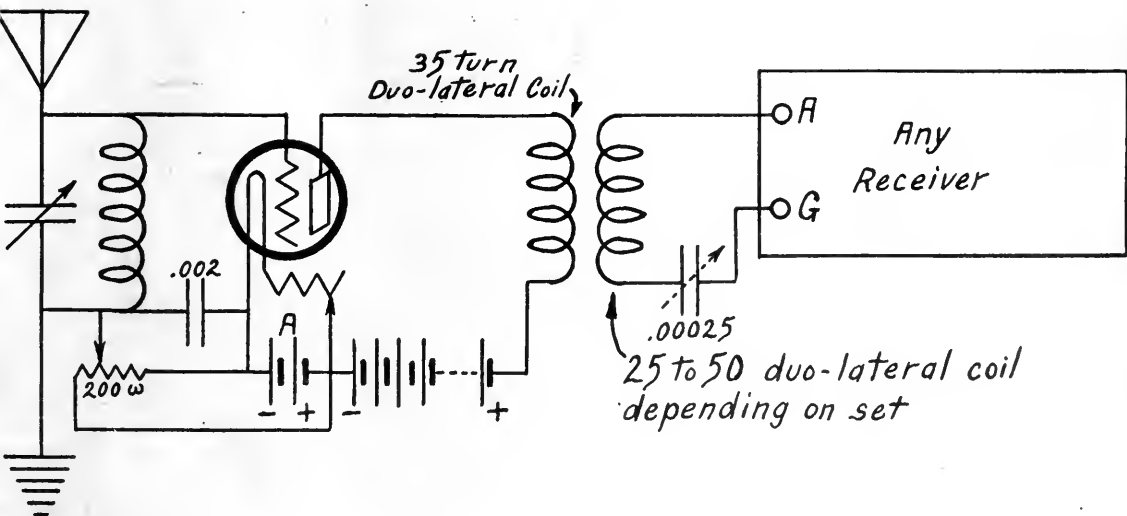 35 turn
Duo-lateral Coil
A
Any
Receiver
G
.002
A
.00025
200 ω
- + - +
25 to 50 duo-lateral coil
depending on set